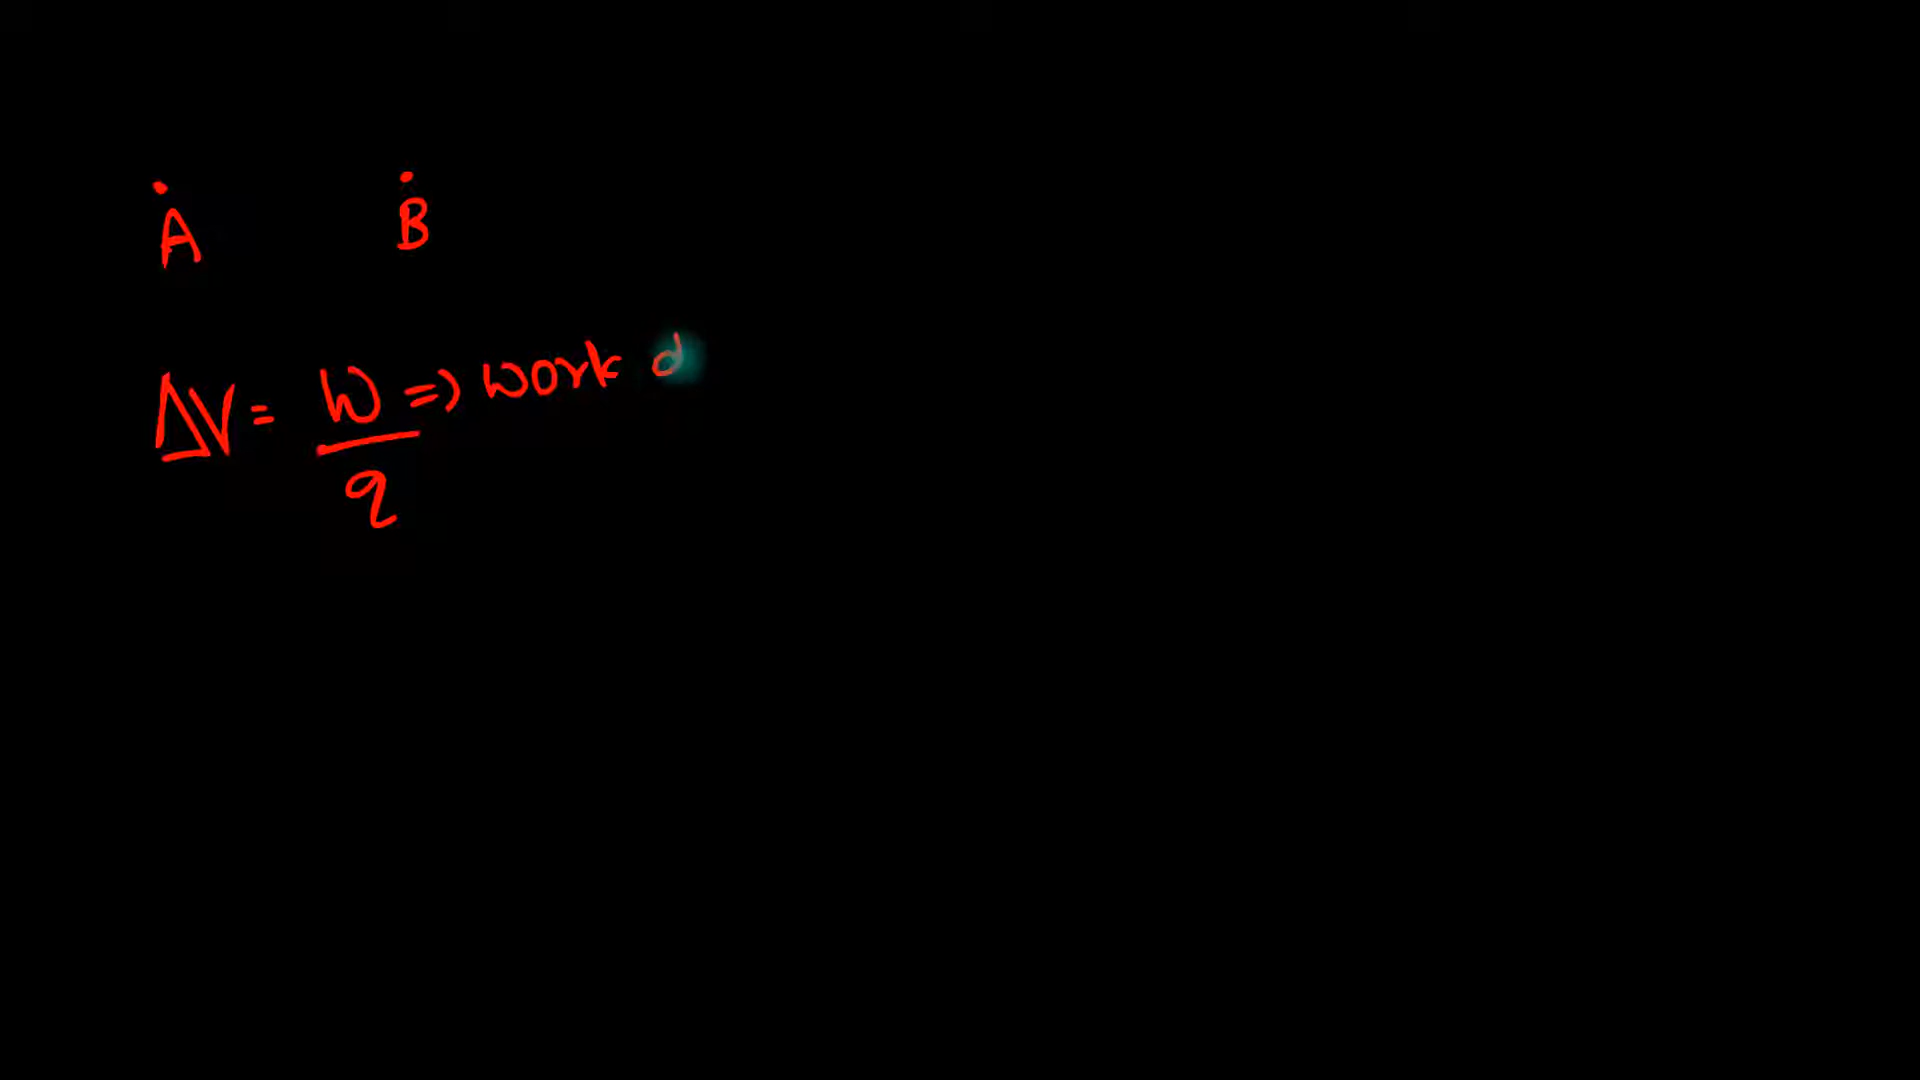 A B
ΔV = W => work d
q